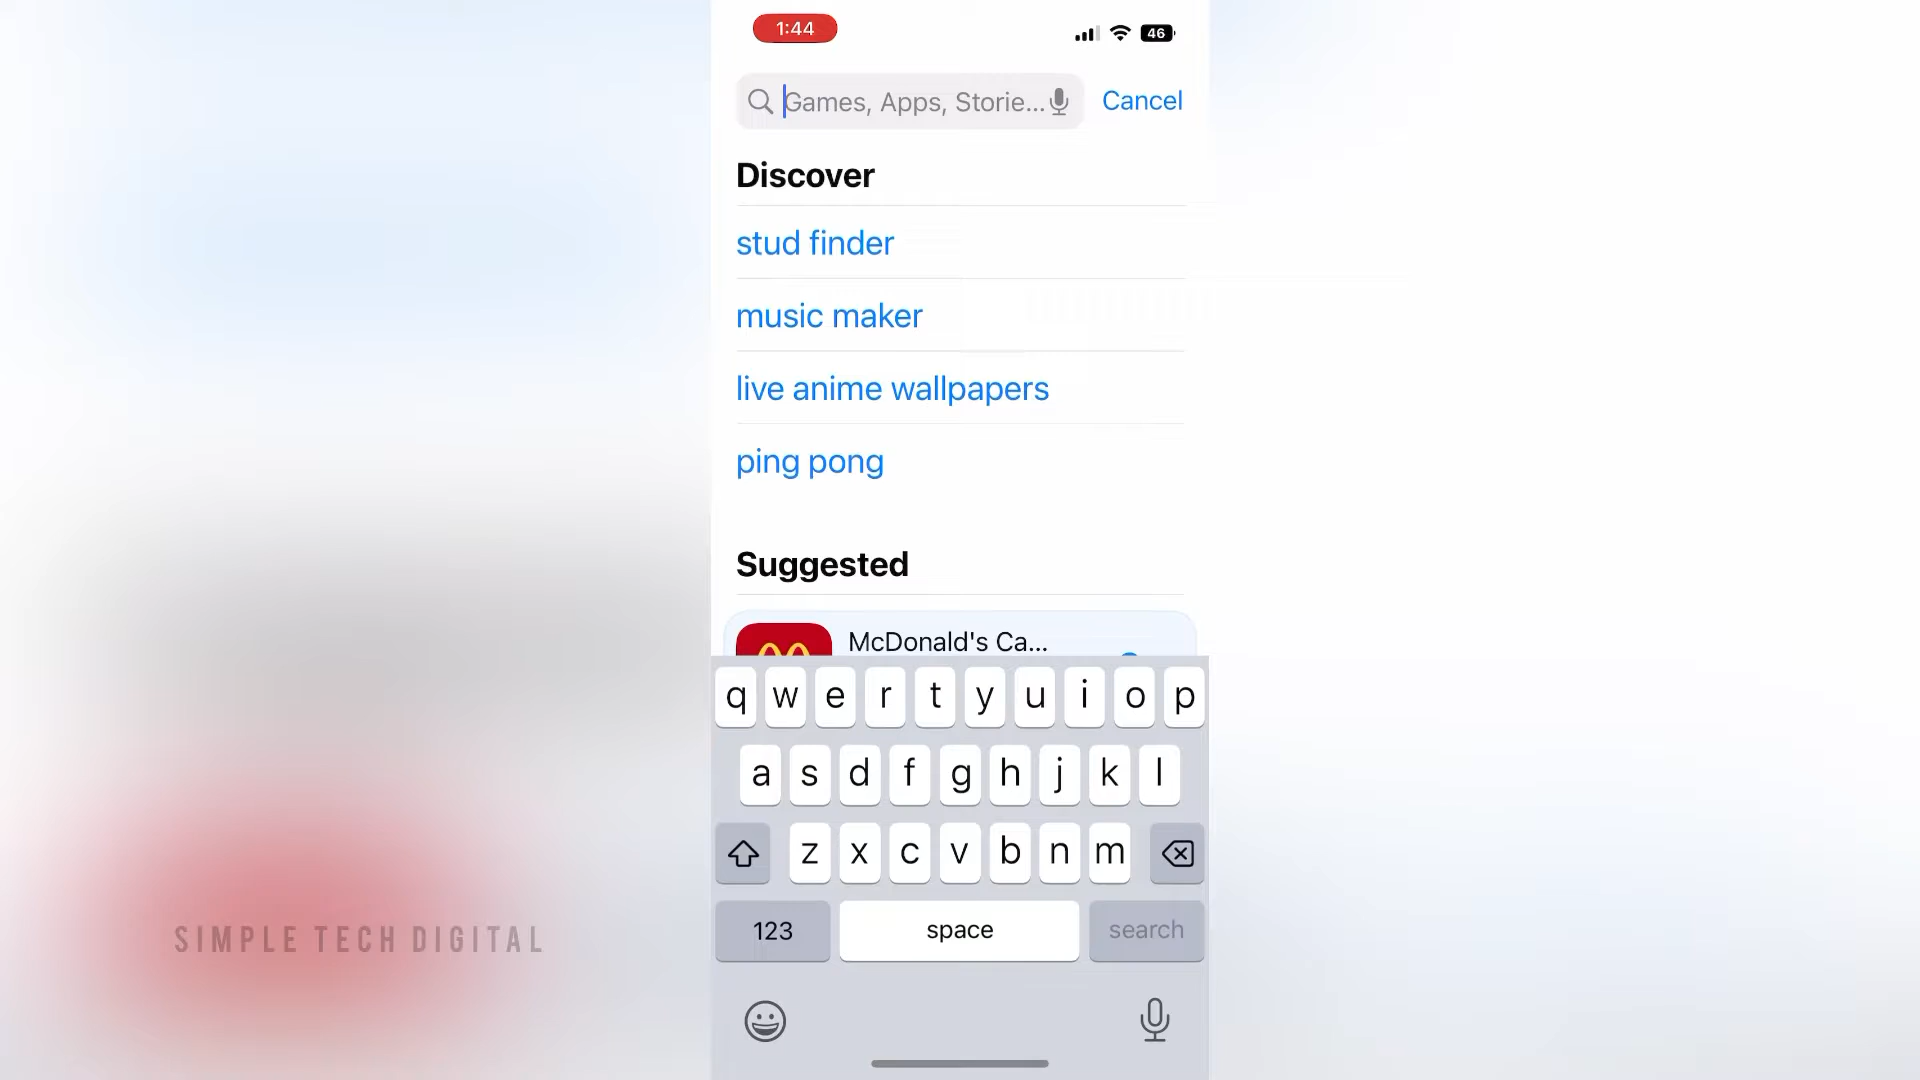 1:44
46
Games, Apps, Storie...
Cancel
Discover
stud finder
music maker
live anime wallpapers
ping pong
Suggested
McDonald's Ca...
q w e r t y u i o p
a s d f g h j k l
z x c v b n m
123 space search
SIMPLE TECH DIGITAL